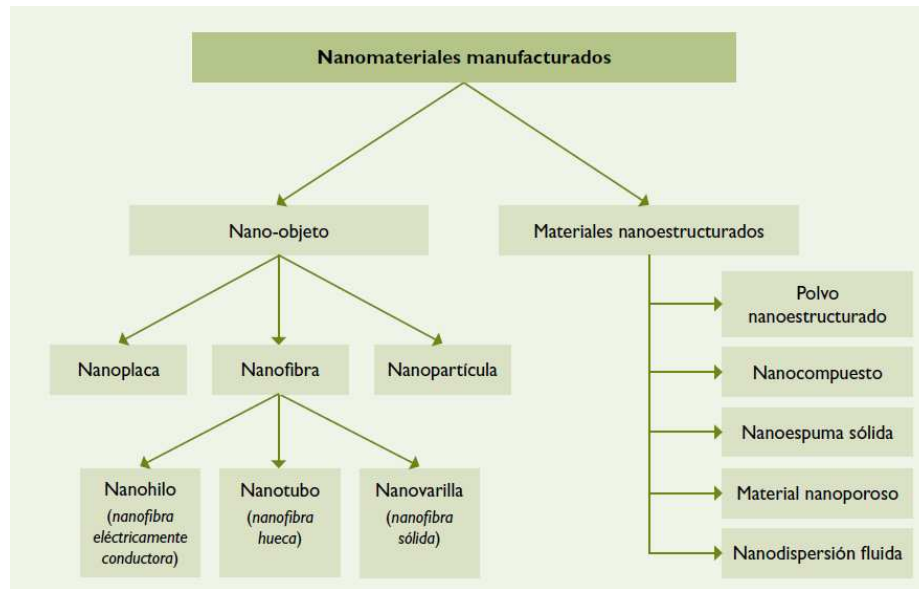 Nanomateriales manufacturados
Nano-objeto
Materiales nanoestructurados
Nanoplaca
Nanofibra
Nanopartícula
Nanohilo
(nanofibra
eléctricamente
conductora)
Nanotubo
(nanofibra
hueca)
Nanovarilla
(nanofibra
sólida)
Polvo
nanoestructurado
Nanocompuesto
Nanoespuma sólida
Material nanoporoso
Nanodispersión fluida